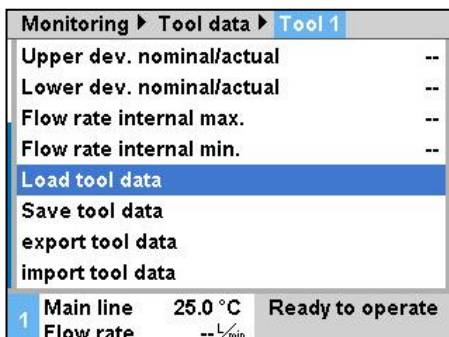 Monitoring ▶ Tool data ▶ Tool 1
Upper dev. nominal/actual --
Lower dev. nominal/actual --
Flow rate internal max. --
Flow rate internal min. --
Load tool data
Save tool data
export tool data
import tool data
1 Main line 25.0 °C Ready to operate
Flow rate -- L/min